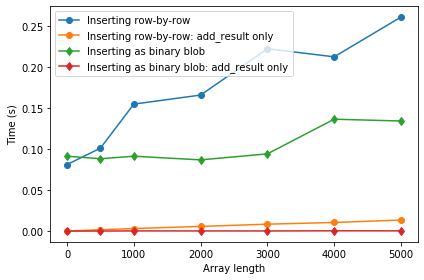 Inserting row-by-row
Inserting row-by-row: add_result only
Inserting as binary blob
Inserting as binary blob: add_result only
0.25
0.20
0.15
0.10
0.05
0.00
Time (s)
0 1000 2000 3000 4000 5000
Array length